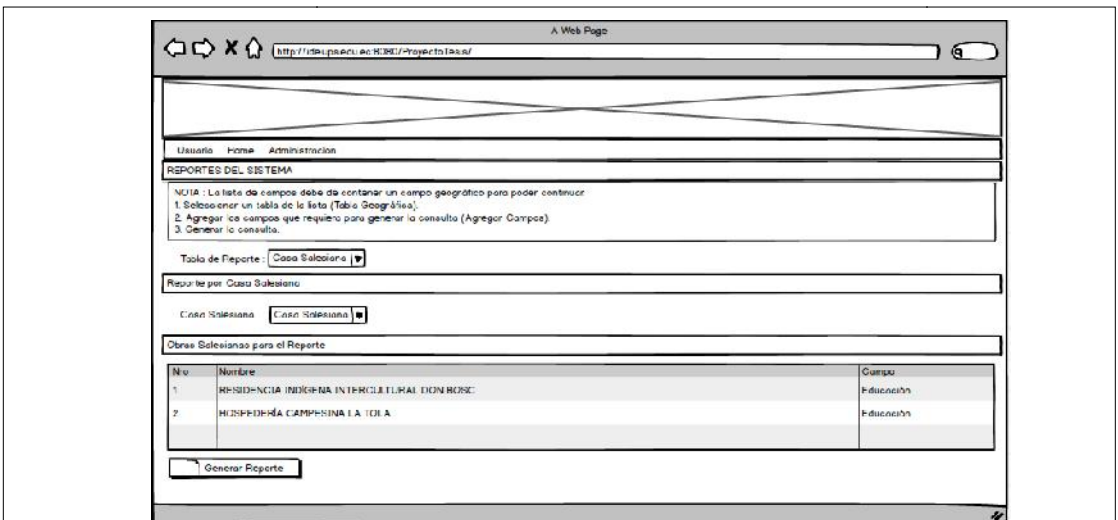 A Web Page
http://ide.ups.edu.ec:8080/ProyectoTesis/
Usuario Home Administracion
REPORTES DEL SISTEMA
NOTA : La lista de campos debe de contener un campo geográfico para poder continuar
1. Seleccionar un tabla de la lista (Tabla Geográfica).
2. Agregar los campos que requiera para generar la consulta (Agregar Campos).
3. Generar la consulta.
Tabla de Reporte : Casa Salesiana
Reporte por Casa Salesiana
Casa Salesiana Casa Salesiana
Obras Salesianas para el Reporte
Nro Nombre Campo
1 RESIDENCIA INDÍGENA INTERCULTURAL DON BOSC Educación
2 HOSPEDERÍA CAMPESINA LA TOLA Educación
Generar Reporte